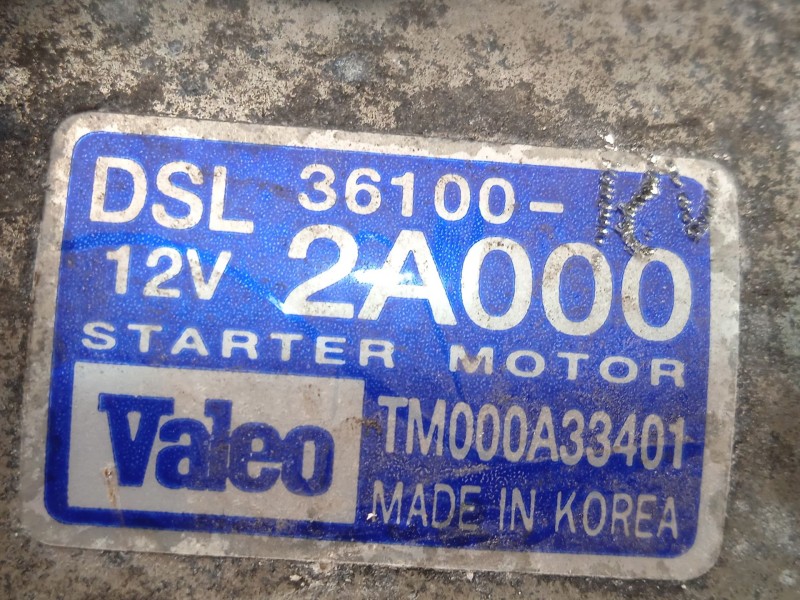 DSL 36100-
12V 2A000
STARTER MOTOR
Valeo TM000A33401
MADE IN KOREA